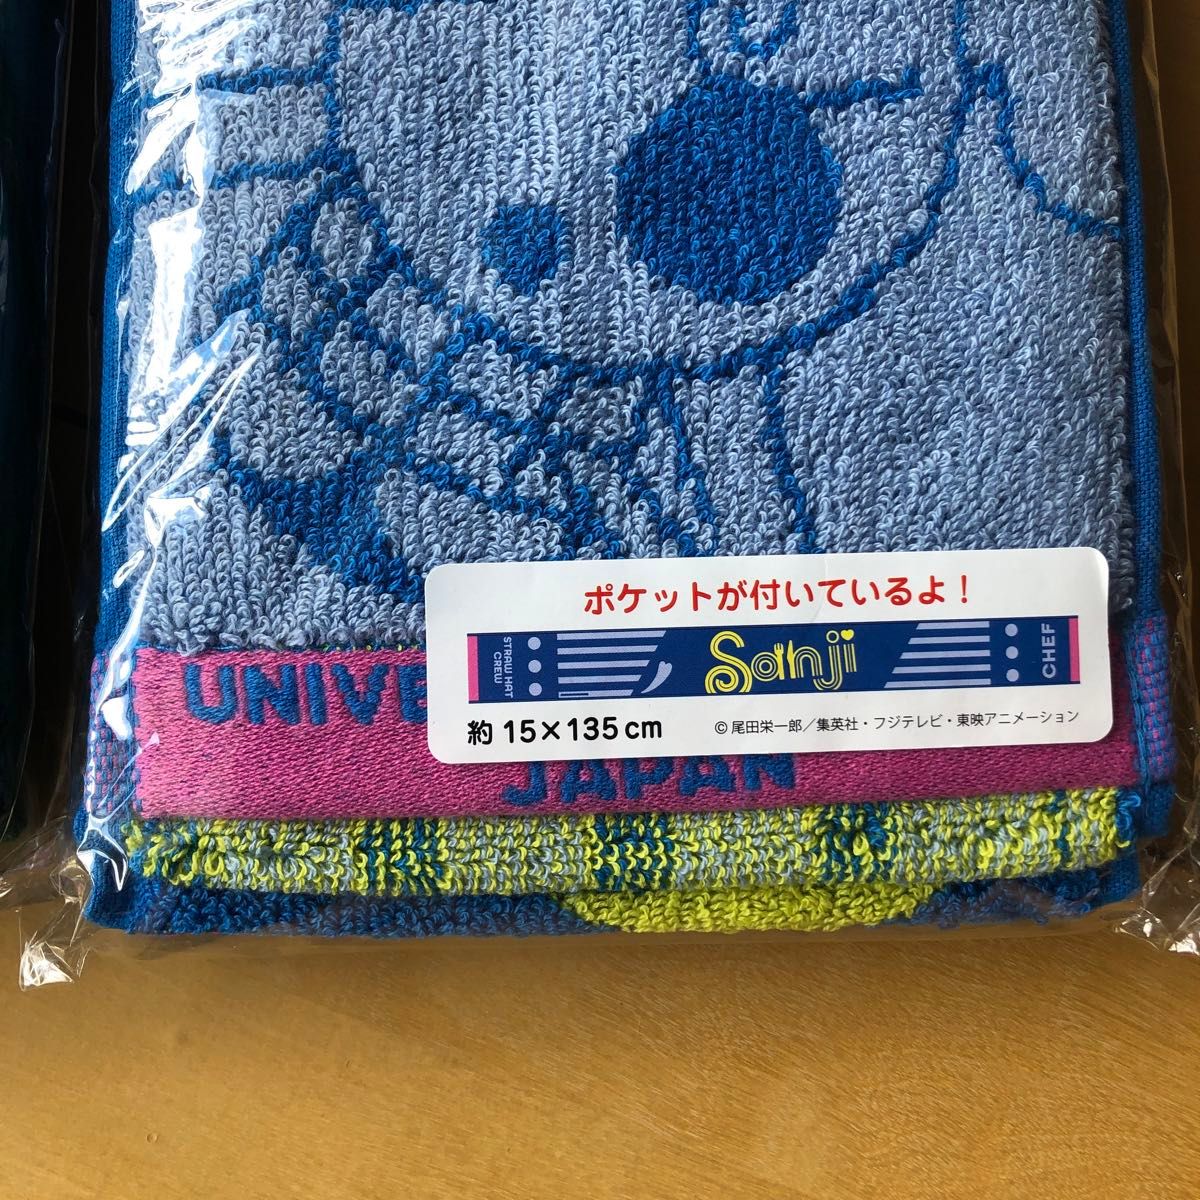 ポケットが付いているよ！
STRAW HAT
CREW
Sanji
CHEF
約 15×135cm
©尾田栄一郎／集英社・フジテレビ・東映アニメーション
UNIVE
JAPAN